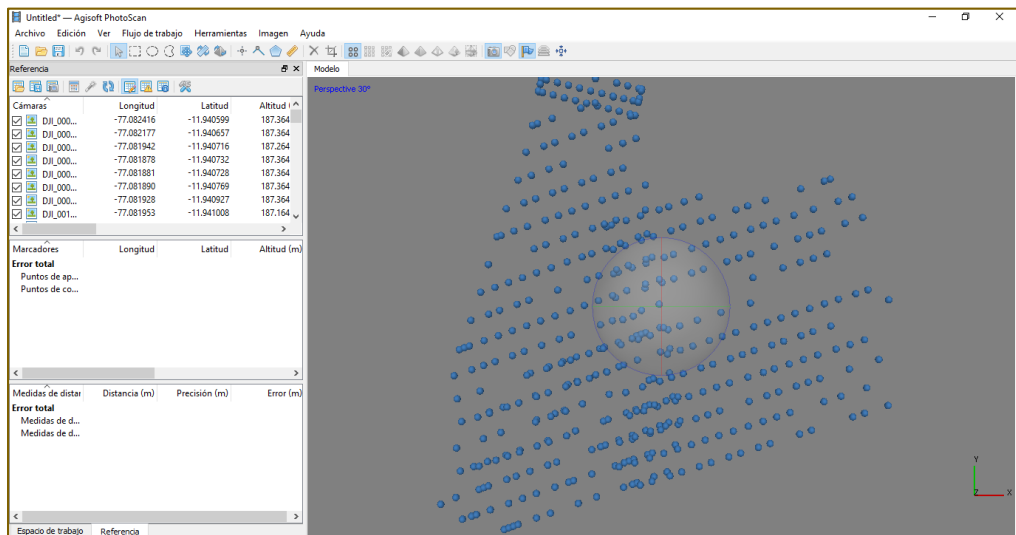 Untitled* — Agisoft PhotoScan
Archivo Edición Ver Flujo de trabajo Herramientas Imagen Ayuda
Referencia
Modelo
Perspective 30°
Cámaras Longitud Latitud Altitud (
DJI_000... -77.082416 -11.940599 187.364
DJI_000... -77.082177 -11.940657 187.364
DJI_000... -77.081942 -11.940716 187.264
DJI_000... -77.081878 -11.940732 187.364
DJI_000... -77.081881 -11.940728 187.364
DJI_000... -77.081890 -11.940769 187.364
DJI_000... -77.081928 -11.940927 187.364
DJI_001... -77.081953 -11.941008 187.164
Marcadores Longitud Latitud Altitud (m)
Error total
Puntos de ap...
Puntos de co...
Medidas de distar Distancia (m) Precisión (m) Error (m)
Error total
Medidas de d...
Medidas de d...
Y
Z X
Espacio de trabajo Referencia